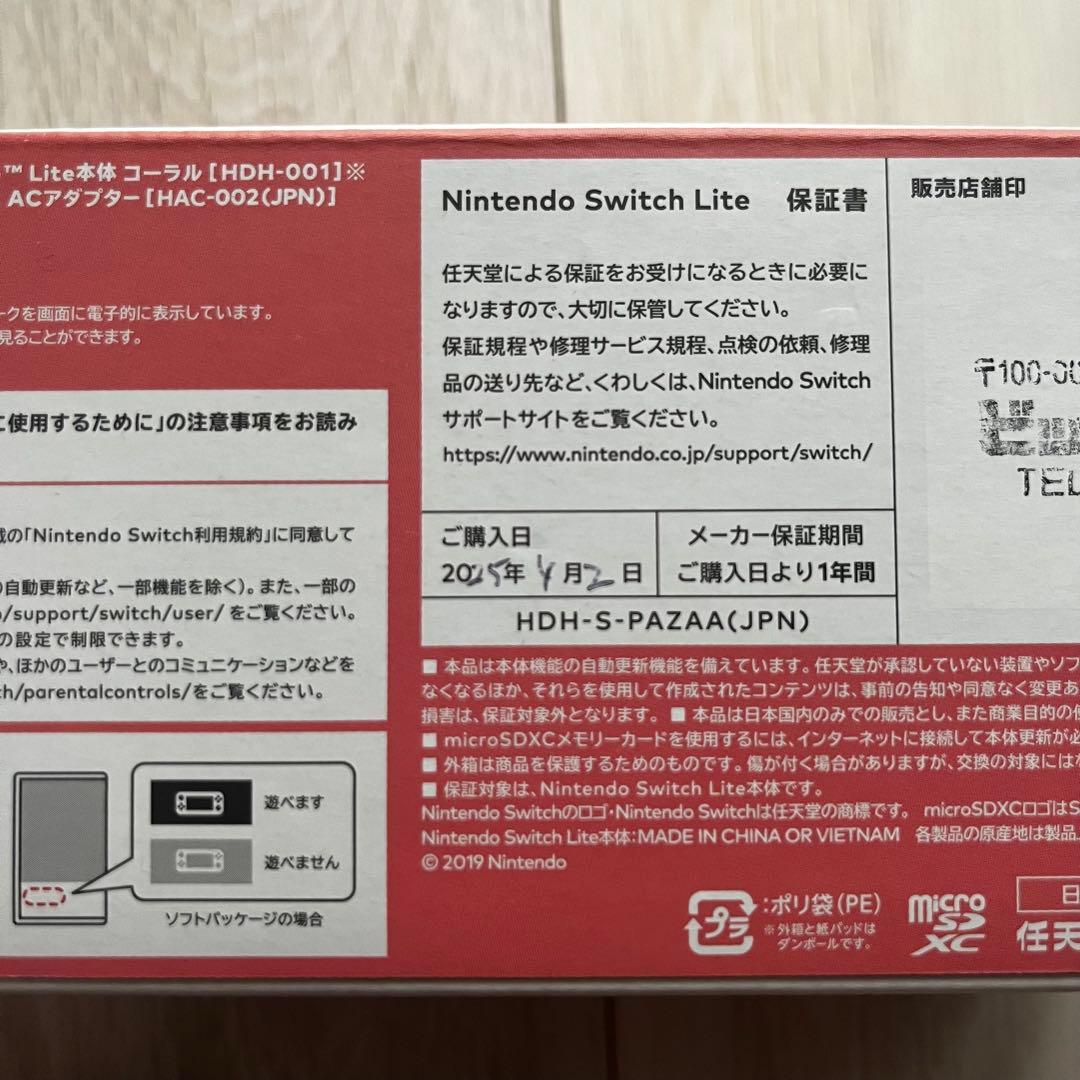 ™ Lite本体 コーラル［HDH-001］※
ACアダプター［HAC-002(JPN)］
ークを画面に電子的に表示しています。
見ることができます。
に使用するために」の注意事項をお読み
の「Nintendo Switch利用規約」に同意して
の自動更新など、一部機能を除く）。また、一部の
/support/switch/user/ をご覧ください。
の設定で制限できます。
や、ほかのユーザーとのコミュニケーションなどを
ch/parentalcontrols/をご覧ください。
遊べます
遊べません
ソフトパッケージの場合
Nintendo Switch Lite 保証書
任天堂による保証をお受けになるときに必要に
なりますので、大切に保管してください。
保証規程や修理サービス規程、点検の依頼、修理
品の送り先など、くわしくは、Nintendo Switch
サポートサイトをご覧ください。
https://www.nintendo.co.jp/support/switch/
ご購入日
2025年 4月2日
メーカー保証期間
ご購入日より1年間
HDH-S-PAZAA(JPN)
販売店舗印
〒100-00
ビッ
TEL
■ 本品は本体機能の自動更新機能を備えています。任天堂が承認していない装置やソフ
なくなるほか、それらを使用して作成されたコンテンツは、事前の告知や同意なく変更あ
損害は、保証対象外となります。 ■ 本品は日本国内のみでの販売とし、また商業目的の
■ microSDXCメモリーカードを使用するには、インターネットに接続して本体更新が必
■ 外箱は商品を保護するためのものです。傷が付く場合がありますが、交換の対象には
■ 保証対象は、Nintendo Switch Lite本体です。
Nintendo Switchのロゴ・Nintendo Switchは任天堂の商標です。 microSDXCロゴはS
Nintendo Switch Lite本体：MADE IN CHINA OR VIETNAM 各製品の原産地は製品
© 2019 Nintendo
プラ
：ポリ袋（PE）
※外箱と紙パッドは
ダンボールです。
micro
SD
XC
日
任天